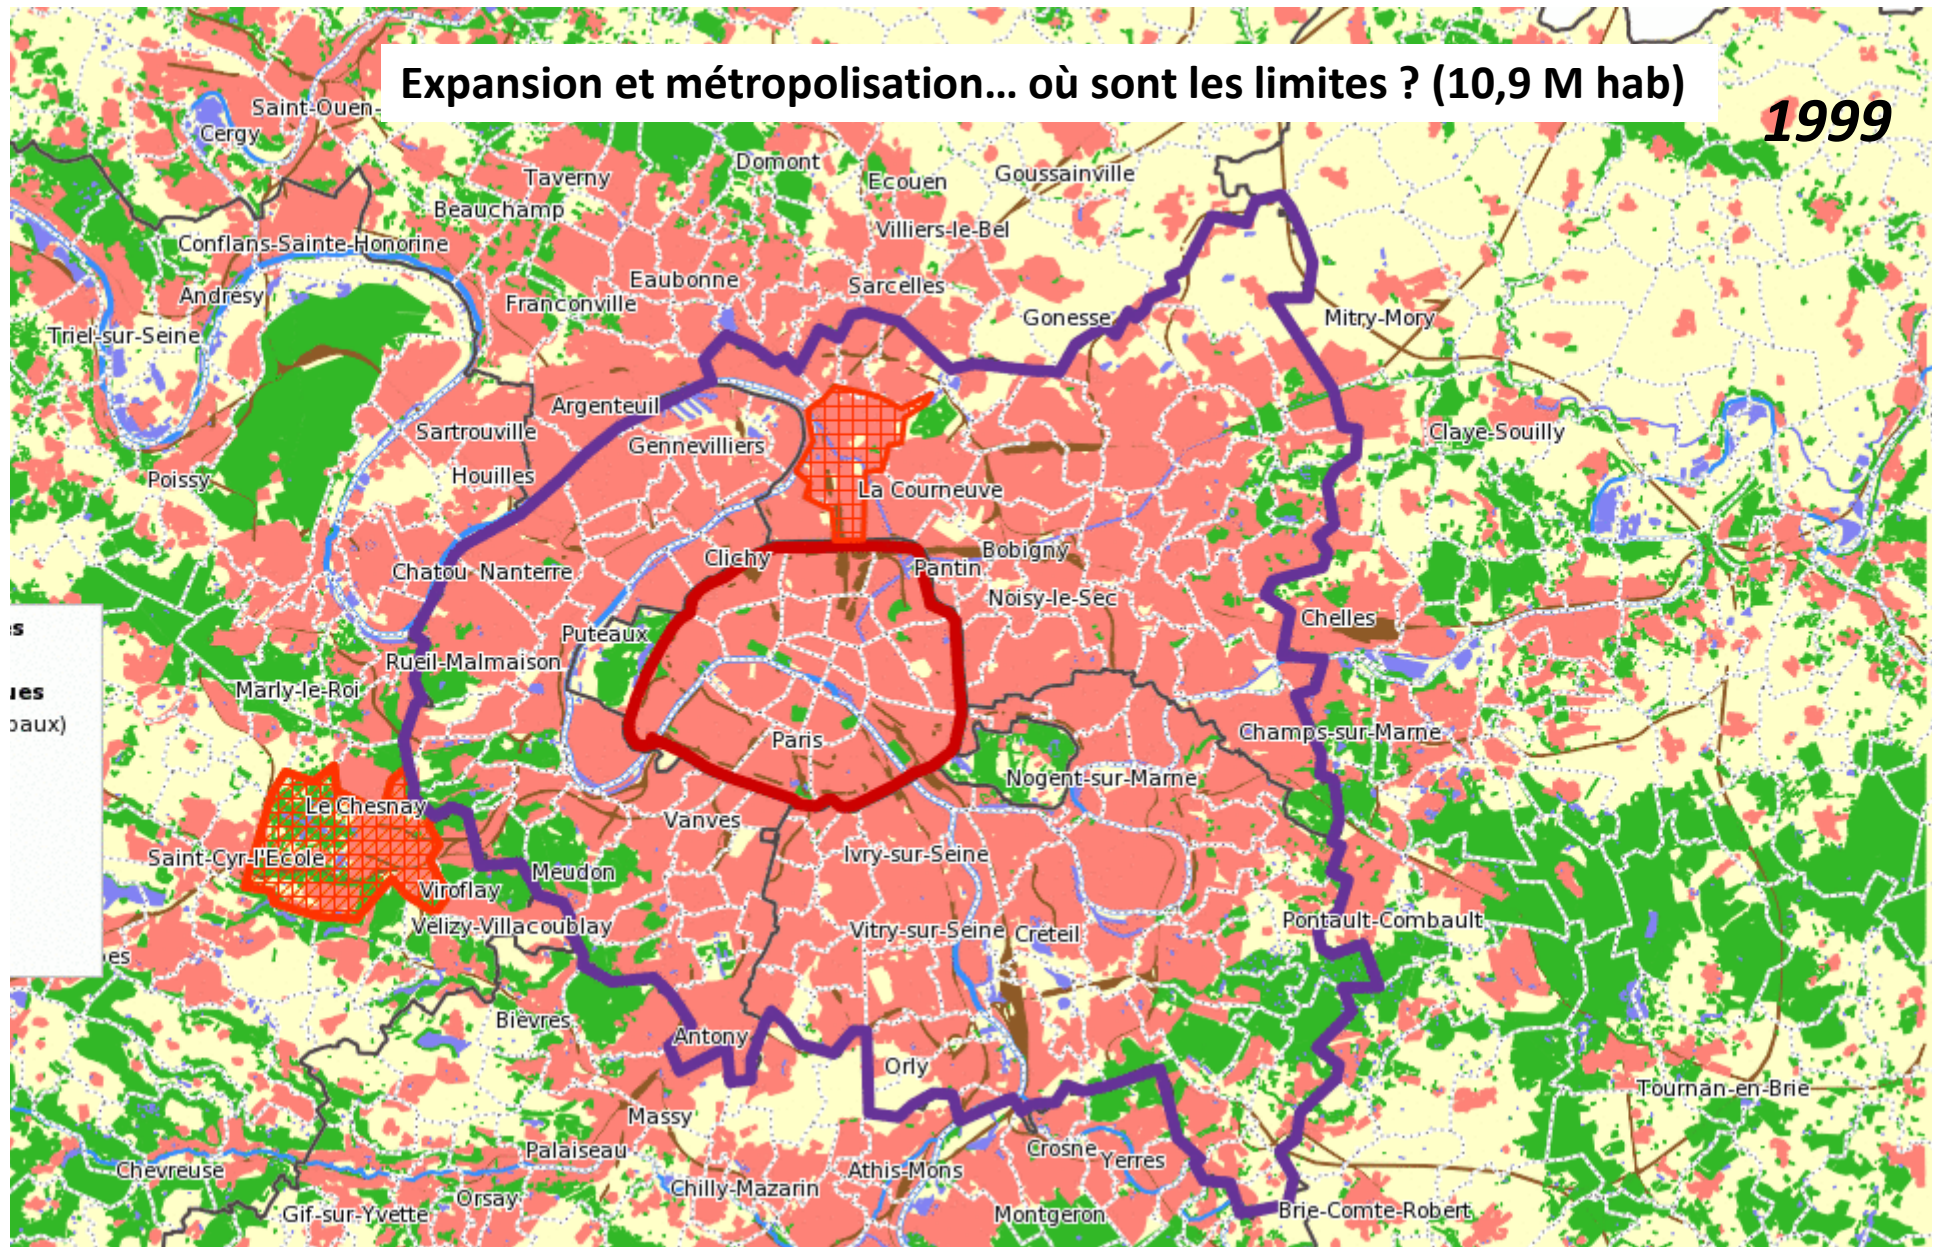 Expansion et métropolisation... où sont les limites ? (10,9 M hab)
1999
Saint-Ouen-
Cergy
Domont
Taverny
Ecouen
Goussainville
Beauchamp
Villiers-le-Bel
Conflans-Sainte-Honorine
Eaubonne
Sarcelles
Andresy
Franconville
Gonesse
Mitry-Mory
Triel-sur-Seine
Argenteuil
Sartrouville
Gennevilliers
Claye-Souilly
Houilles
Poissy
La Courneuve
Bobigny
Clichy
Pantin
Chatou
Nanterre
Noisy-le-Sec
Chelles
Puteaux
Rueil-Malmaison
Marly-le-Roi
es
ues
paux)
Champs-sur-Marne
Paris
Nogent-sur-Marne
Le Chesnay
Vanves
Saint-Cyr-l'Ecole
Ivry-sur-Seine
Meudon
Viroflay
Vélizy-Villacoublay
Vitry-sur-Seine
Créteil
Pontault-Combault
es
Bièvres
Antony
Orly
Tournan-en-Brie
Massy
Palaiseau
Crosne
Yerres
Chevreuse
Athis-Mons
Chilly-Mazarin
Orsay
Gif-sur-Yvette
Montgeron
Brie-Comte-Robert